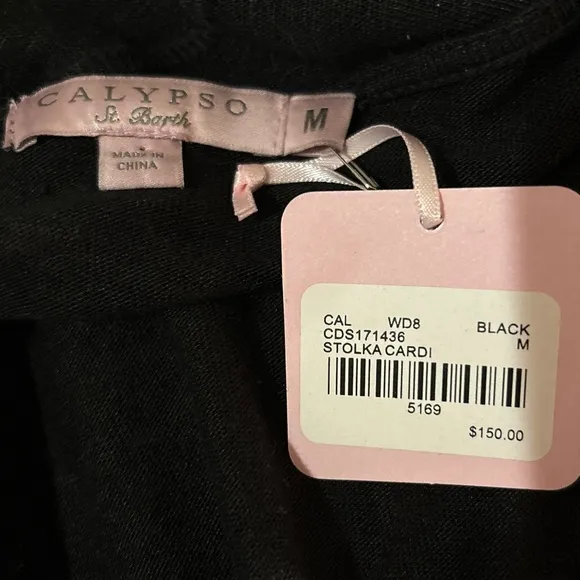 CALYPSO
St. Barth
M
MADE IN
CHINA
CAL WD8 BLACK
CDS171436 M
STOLKA CARDI
5169
$150.00